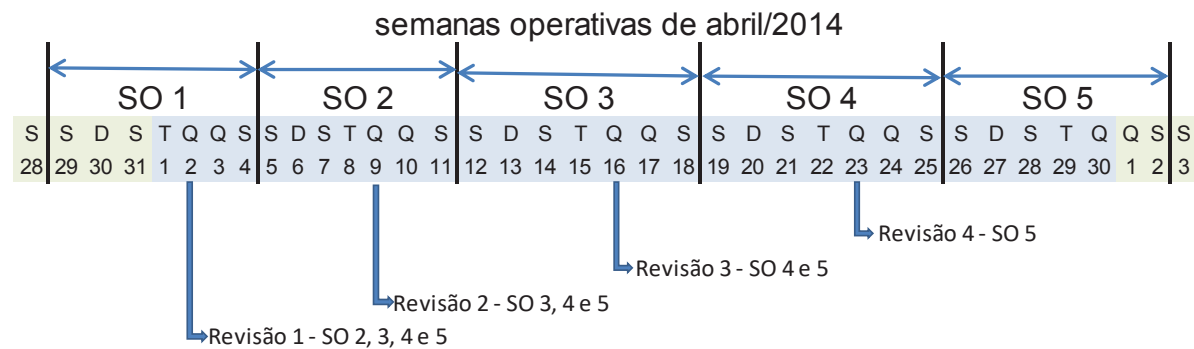 semanas operativas de abril/2014
SO 1 SO 2 SO 3 SO 4 SO 5
S S D S T Q Q S S D S T Q Q S S D S T Q Q S S D S T Q Q S S D S T Q Q S S
28 29 30 31 1 2 3 4 5 6 7 8 9 10 11 12 13 14 15 16 17 18 19 20 21 22 23 24 25 26 27 28 29 30 1 2 3
Revisão 4 - SO 5
Revisão 3 - SO 4 e 5
Revisão 2 - SO 3, 4 e 5
Revisão 1 - SO 2, 3, 4 e 5